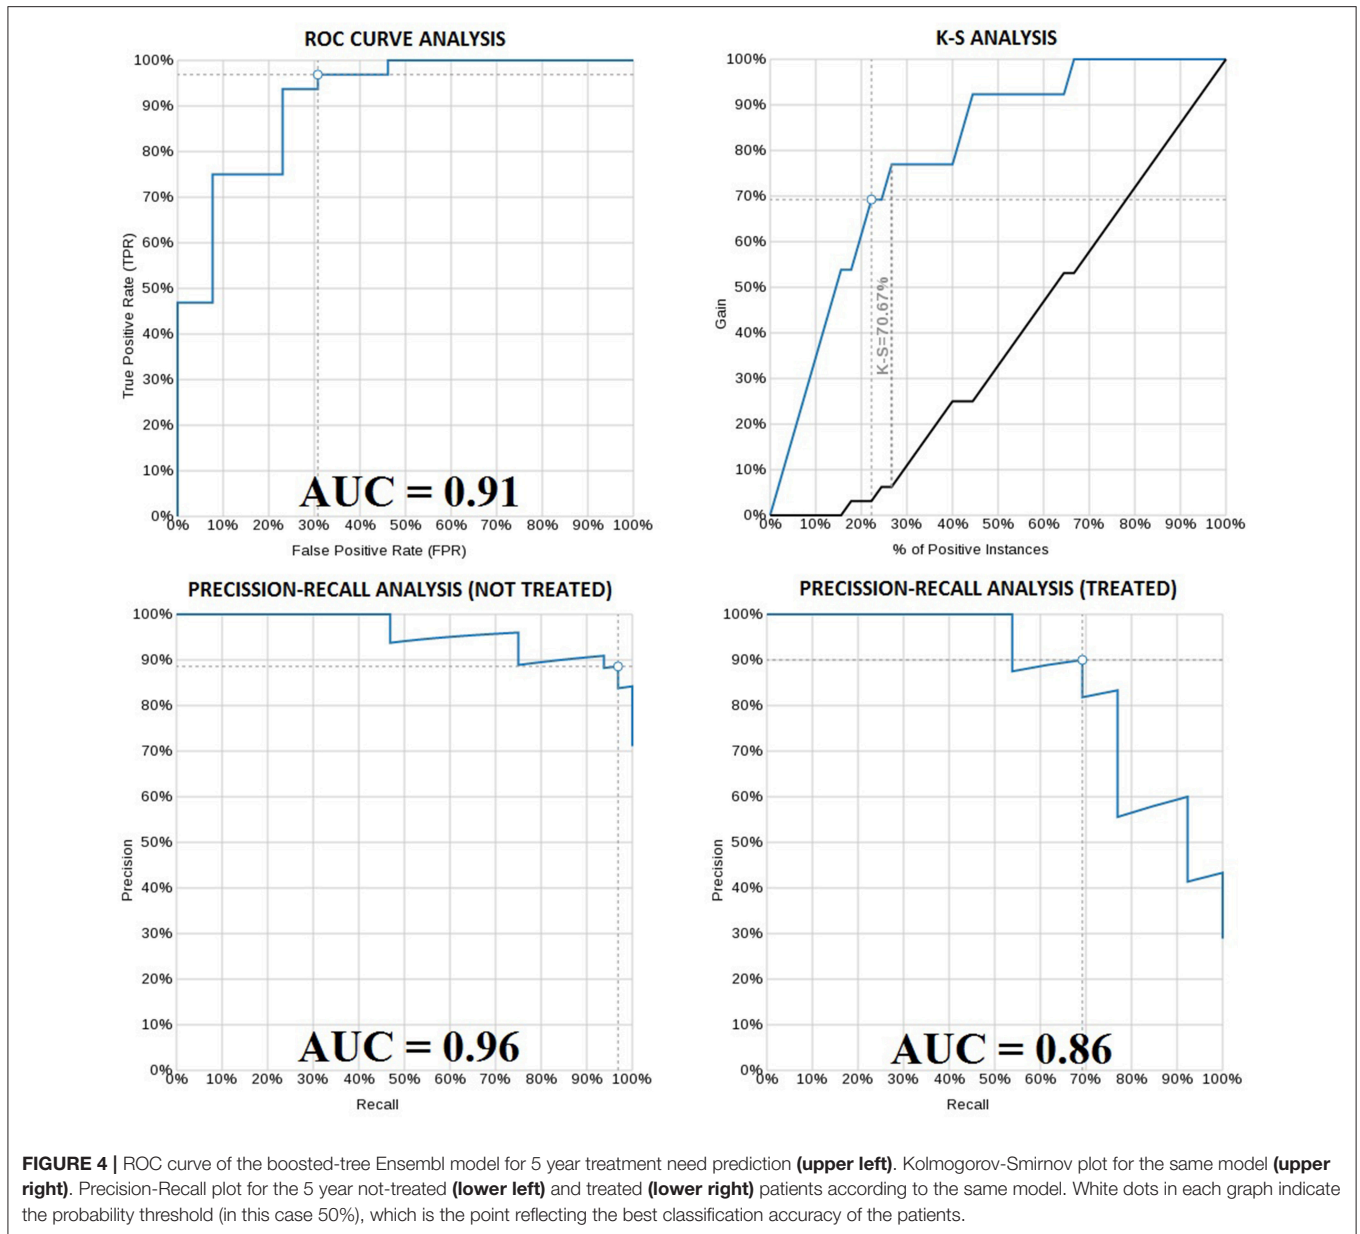 ROC CURVE ANALYSIS
100%
90%
80%
70%
60%
50%
40%
30%
20%
10%
0%
True Positive Rate (TPR)
AUC = 0.91
0% 10% 20% 30% 40% 50% 60% 70% 80% 90% 100%
False Positive Rate (FPR)
K-S ANALYSIS
100%
90%
80%
70%
60%
50%
40%
30%
20%
10%
0%
Gain
K-S=70.67%
0% 10% 20% 30% 40% 50% 60% 70% 80% 90% 100%
% of Positive Instances
PRECISSION-RECALL ANALYSIS (NOT TREATED)
100%
90%
80%
70%
60%
50%
40%
30%
20%
10%
0%
Precision
AUC = 0.96
0% 10% 20% 30% 40% 50% 60% 70% 80% 90% 100%
Recall
PRECISSION-RECALL ANALYSIS (TREATED)
100%
90%
80%
70%
60%
50%
40%
30%
20%
10%
0%
Precision
AUC = 0.86
0% 10% 20% 30% 40% 50% 60% 70% 80% 90% 100%
Recall
FIGURE 4 | ROC curve of the boosted-tree Ensembl model for 5 year treatment need prediction (upper left). Kolmogorov-Smirnov plot for the same model (upper
right). Precision-Recall plot for the 5 year not-treated (lower left) and treated (lower right) patients according to the same model. White dots in each graph indicate
the probability threshold (in this case 50%), which is the point reflecting the best classification accuracy of the patients.